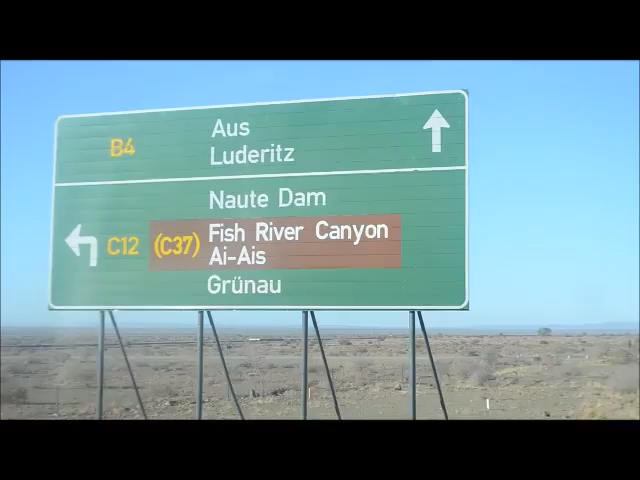 B4 Aus
Luderitz
Naute Dam
C12 (C37) Fish River Canyon
Ai-Ais
Grünau